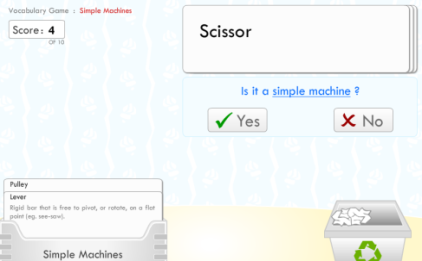 Vocabulary Game : Simple Machines
Score: 4
OF 10
Scissor
Is it a simple machine ?
Yes
No
Pulley
Lever
Rigid bar that is free to pivot, or rotate, on a flat
point (eg. see-saw).
Simple Machines